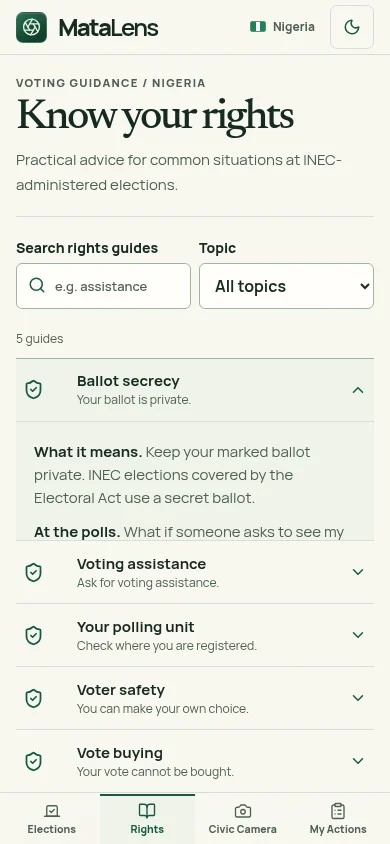 MataLens
Nigeria
VOTING GUIDANCE / NIGERIA
Know your rights
Practical advice for common situations at INEC-
administered elections.
Search rights guides
Topic
e.g. assistance
All topics
5 guides
Ballot secrecy
Your ballot is private.
What it means. Keep your marked ballot
private. INEC elections covered by the
Electoral Act use a secret ballot.
At the polls. What if someone asks to see my
Voting assistance
Ask for voting assistance.
Your polling unit
Check where you are registered.
Voter safety
You can make your own choice.
Vote buying
Your vote cannot be bought.
Elections
Rights
Civic Camera
My Actions